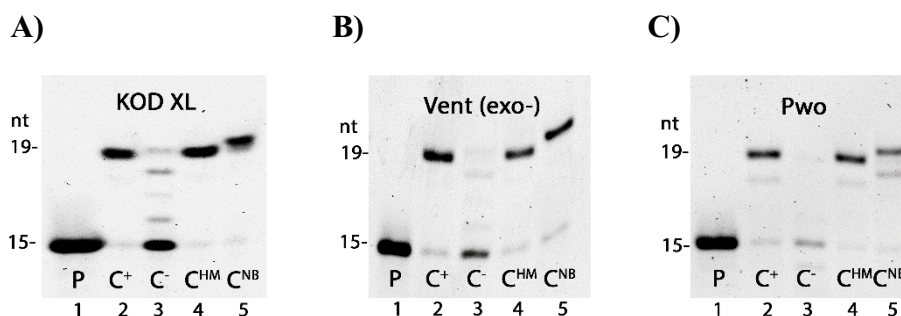 A)
KOD XL
nt
19-
15-
P C⁺ C⁻ Cᴴᴹ Cᴺᴮ
1 2 3 4 5
B)
Vent (exo-)
nt
19-
15-
P C⁺ C⁻ Cᴴᴹ Cᴺᴮ
1 2 3 4 5
C)
Pwo
nt
19-
15-
P C⁺ C⁻ Cᴴᴹ Cᴺᴮ
1 2 3 4 5